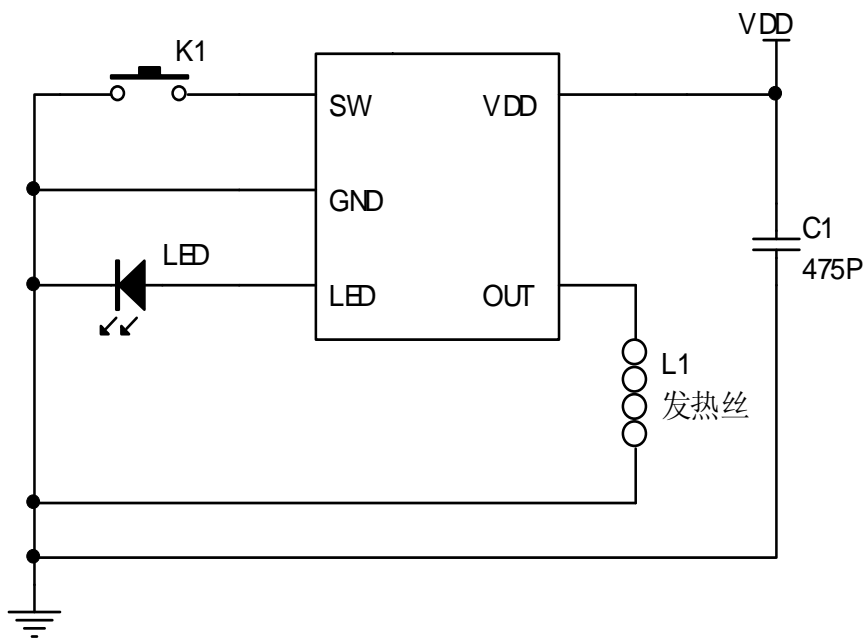 VDD
K1
SW
VDD
GND
C1
475P
LED
LED
OUT
L1
发热丝